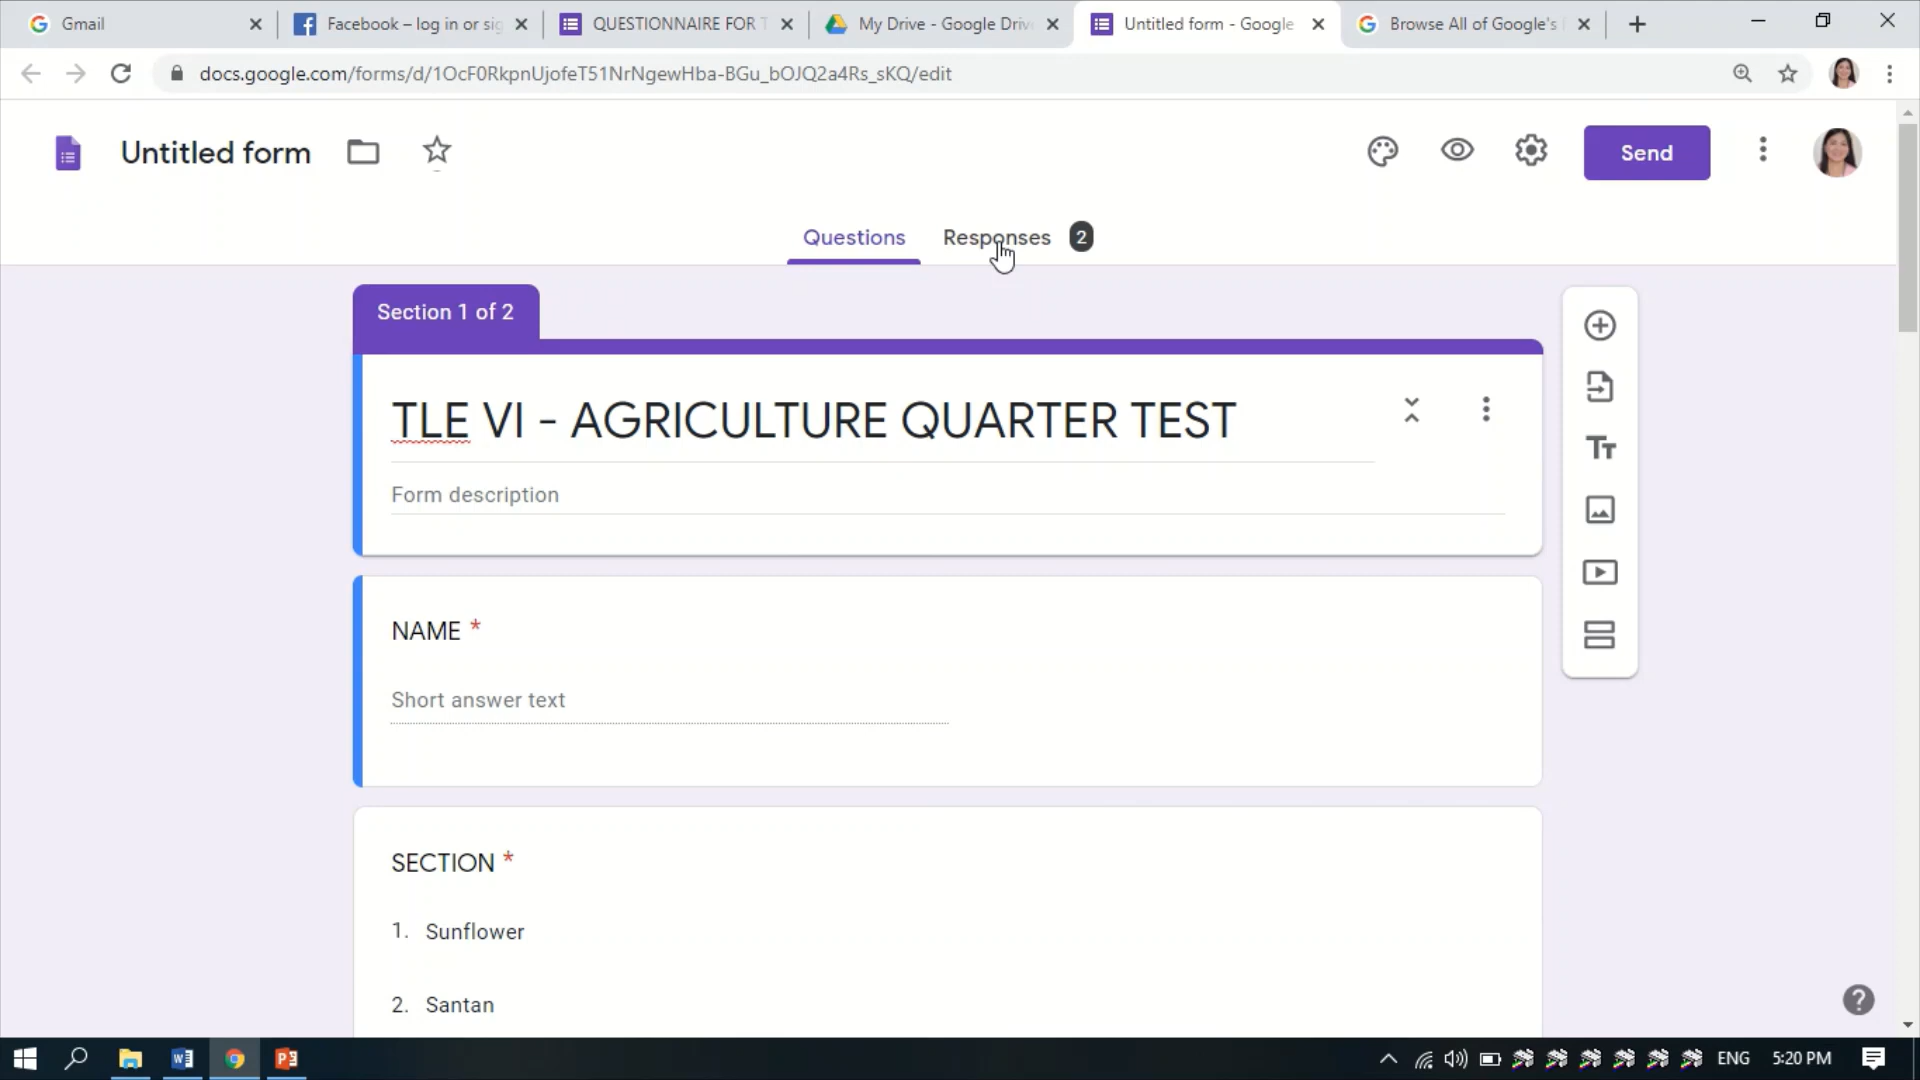 Gmail
Facebook – log in or sig
QUESTIONNAIRE FOR T
My Drive - Google Driv
Untitled form - Google
Browse All of Google's
docs.google.com/forms/d/1OcF0RkpnUjofeT51NrNgewHba-BGu_bOJQ2a4Rs_sKQ/edit
Untitled form
Send
Questions
Responses 2
Section 1 of 2
TLE VI - AGRICULTURE QUARTER TEST
Form description
NAME *
Short answer text
SECTION *
1. Sunflower
2. Santan
ENG
5:20 PM